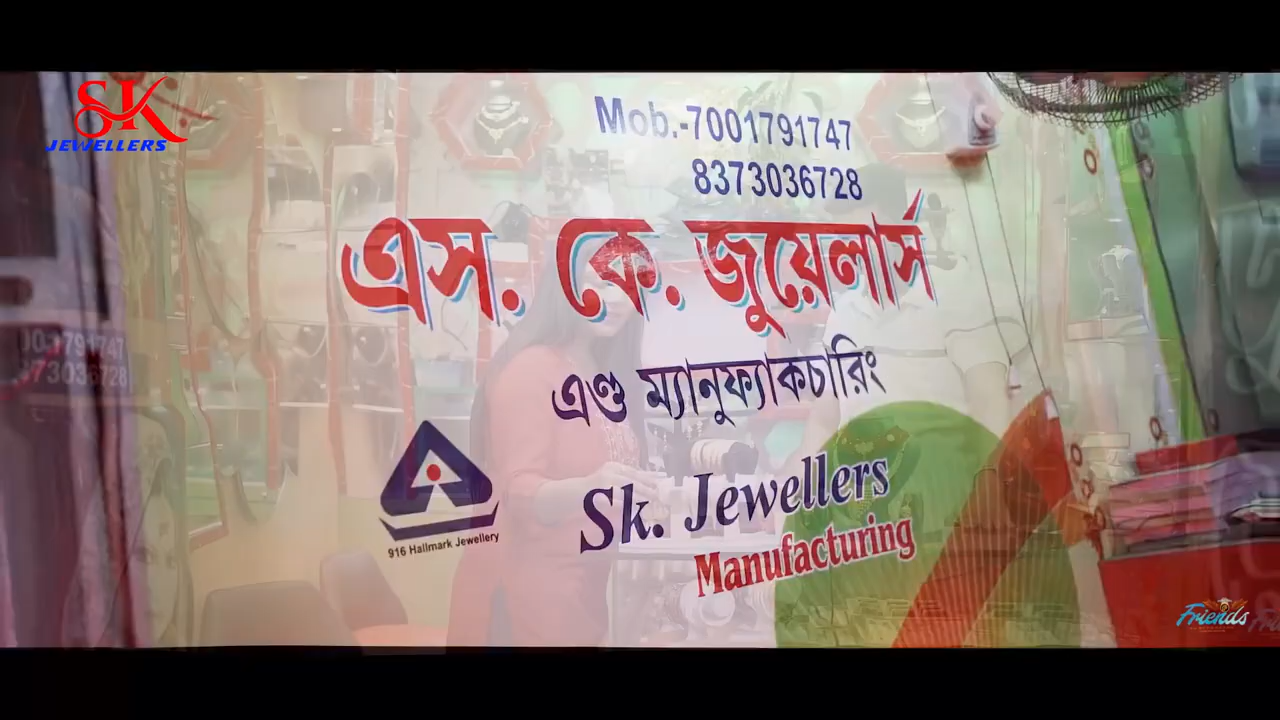 SK
JEWELLERS
Mob.-7001791747
8373036728
এস. কে. জুয়েলার্স
এণ্ড ম্যানুফ্যাকচারিং
916 Hallmark Jewellery
Sk. Jewellers
Manufacturing
Friends